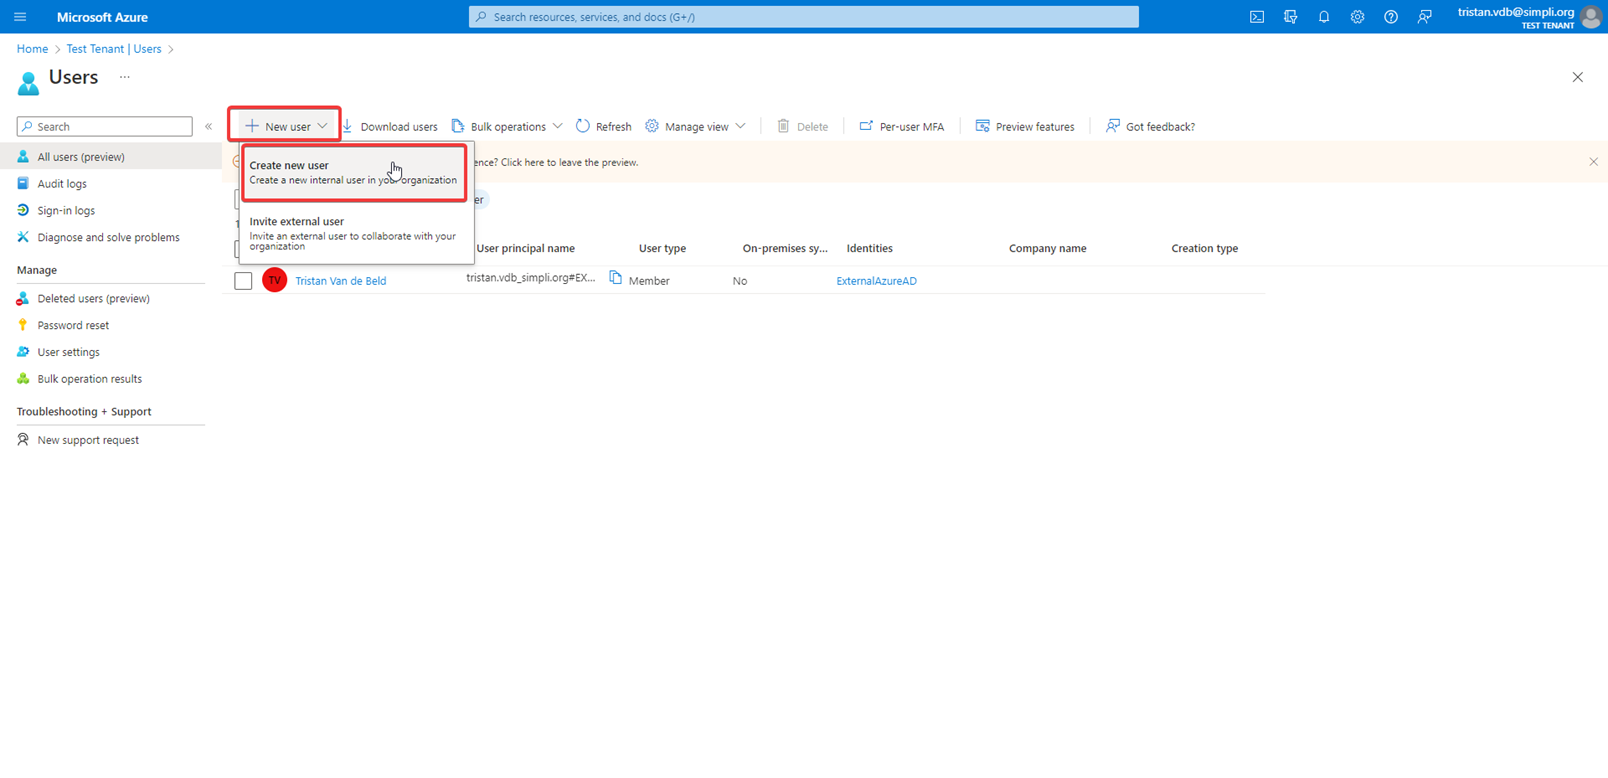 Microsoft Azure
Search resources, services, and docs (G+/)
tristan.vdb@simpli.org
TEST TENANT
Home > Test Tenant | Users >
Users ...
Search «
New user Download users Bulk operations Refresh Manage view Delete Per-user MFA Preview features Got feedback?
All users (preview)
Audit logs
Sign-in logs
Diagnose and solve problems
Manage
Deleted users (preview)
Password reset
User settings
Bulk operation results
Troubleshooting + Support
New support request
Create new user
Create a new internal user in your organization
Invite external user
Invite an external user to collaborate with your
organization
ence? Click here to leave the preview.
er
User principal name User type On-premises sy... Identities Company name Creation type
TV Tristan Van de Beld tristan.vdb_simpli.org#EX... Member No ExternalAzureAD